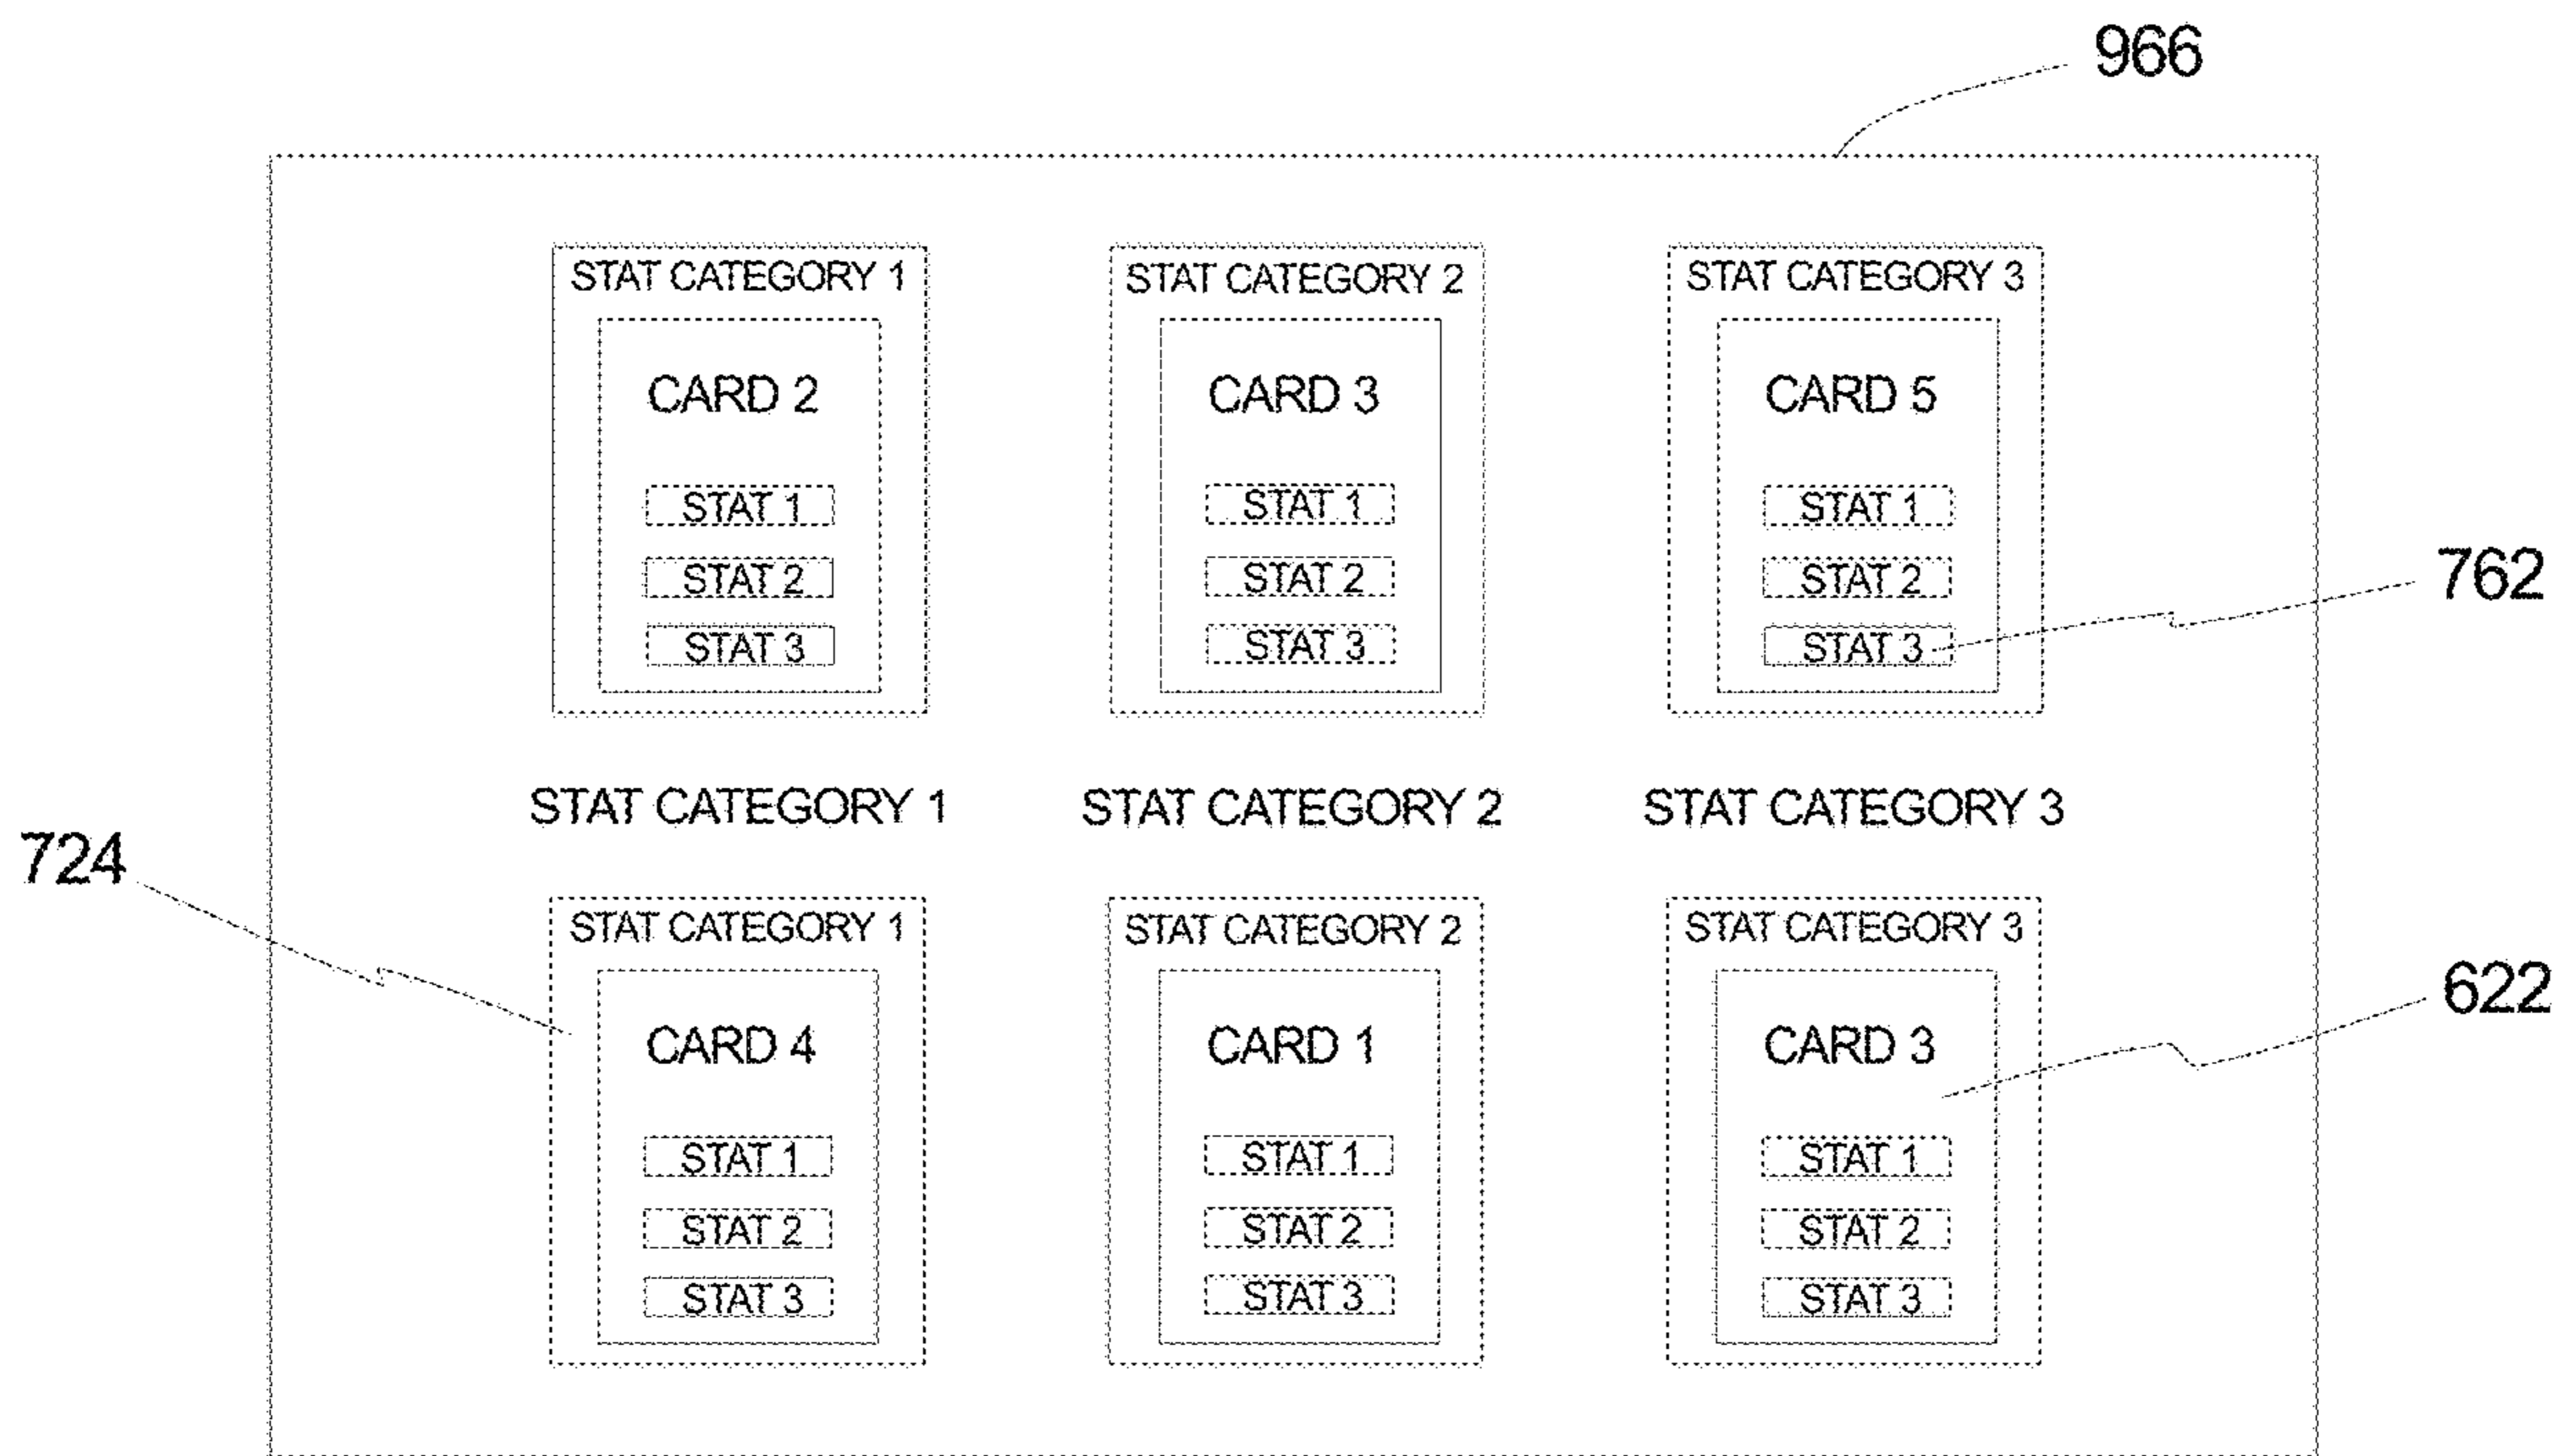 966
STAT CATEGORY 1 STAT CATEGORY 2 STAT CATEGORY 3
CARD 2 CARD 3 CARD 5
STAT 1 STAT 1 STAT 1
STAT 2 STAT 2 STAT 2
762
STAT 3 STAT 3 STAT 3
STAT CATEGORY 1 STAT CATEGORY 2 STAT CATEGORY 3
724
STAT CATEGORY 1 STAT CATEGORY 2 STAT CATEGORY 3
622
CARD 4 CARD 1 CARD 3
STAT 1 STAT 1 STAT 1
STAT 2 STAT 2 STAT 2
STAT 3 STAT 3 STAT 3